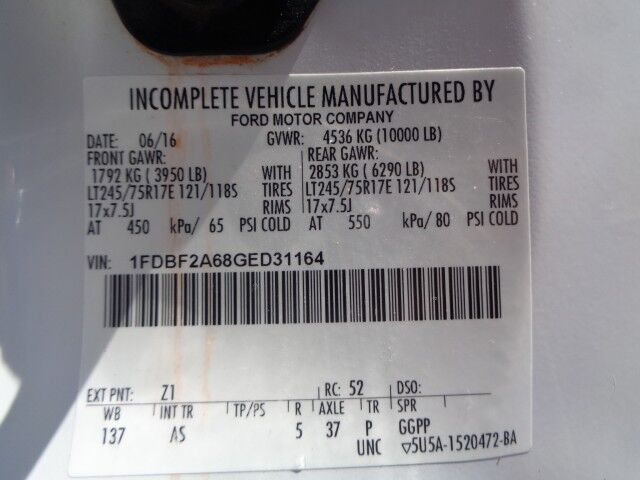 INCOMPLETE VEHICLE MANUFACTURED BY
FORD MOTOR COMPANY
DATE: 06/16 GVWR: 4536 KG (10000 LB)
FRONT GAWR: REAR GAWR:
1792 KG ( 3950 LB) WITH 2853 KG ( 6290 LB) WITH
LT245/75R17E 121/118S TIRES LT245/75R17E 121/118S TIRES
17x7.5J RIMS 17x7.5J RIMS
AT 450 kPa/ 65 PSI COLD AT 550 kPa/ 80 PSI COLD
VIN: 1FDBF2A68GED31164
EXT PNT: Z1 RC: 52 DSO:
WB INT TR TP/PS R AXLE TR SPR
137 AS 5 37 P GGPP
UNC ▽5U5A-1520472-BA